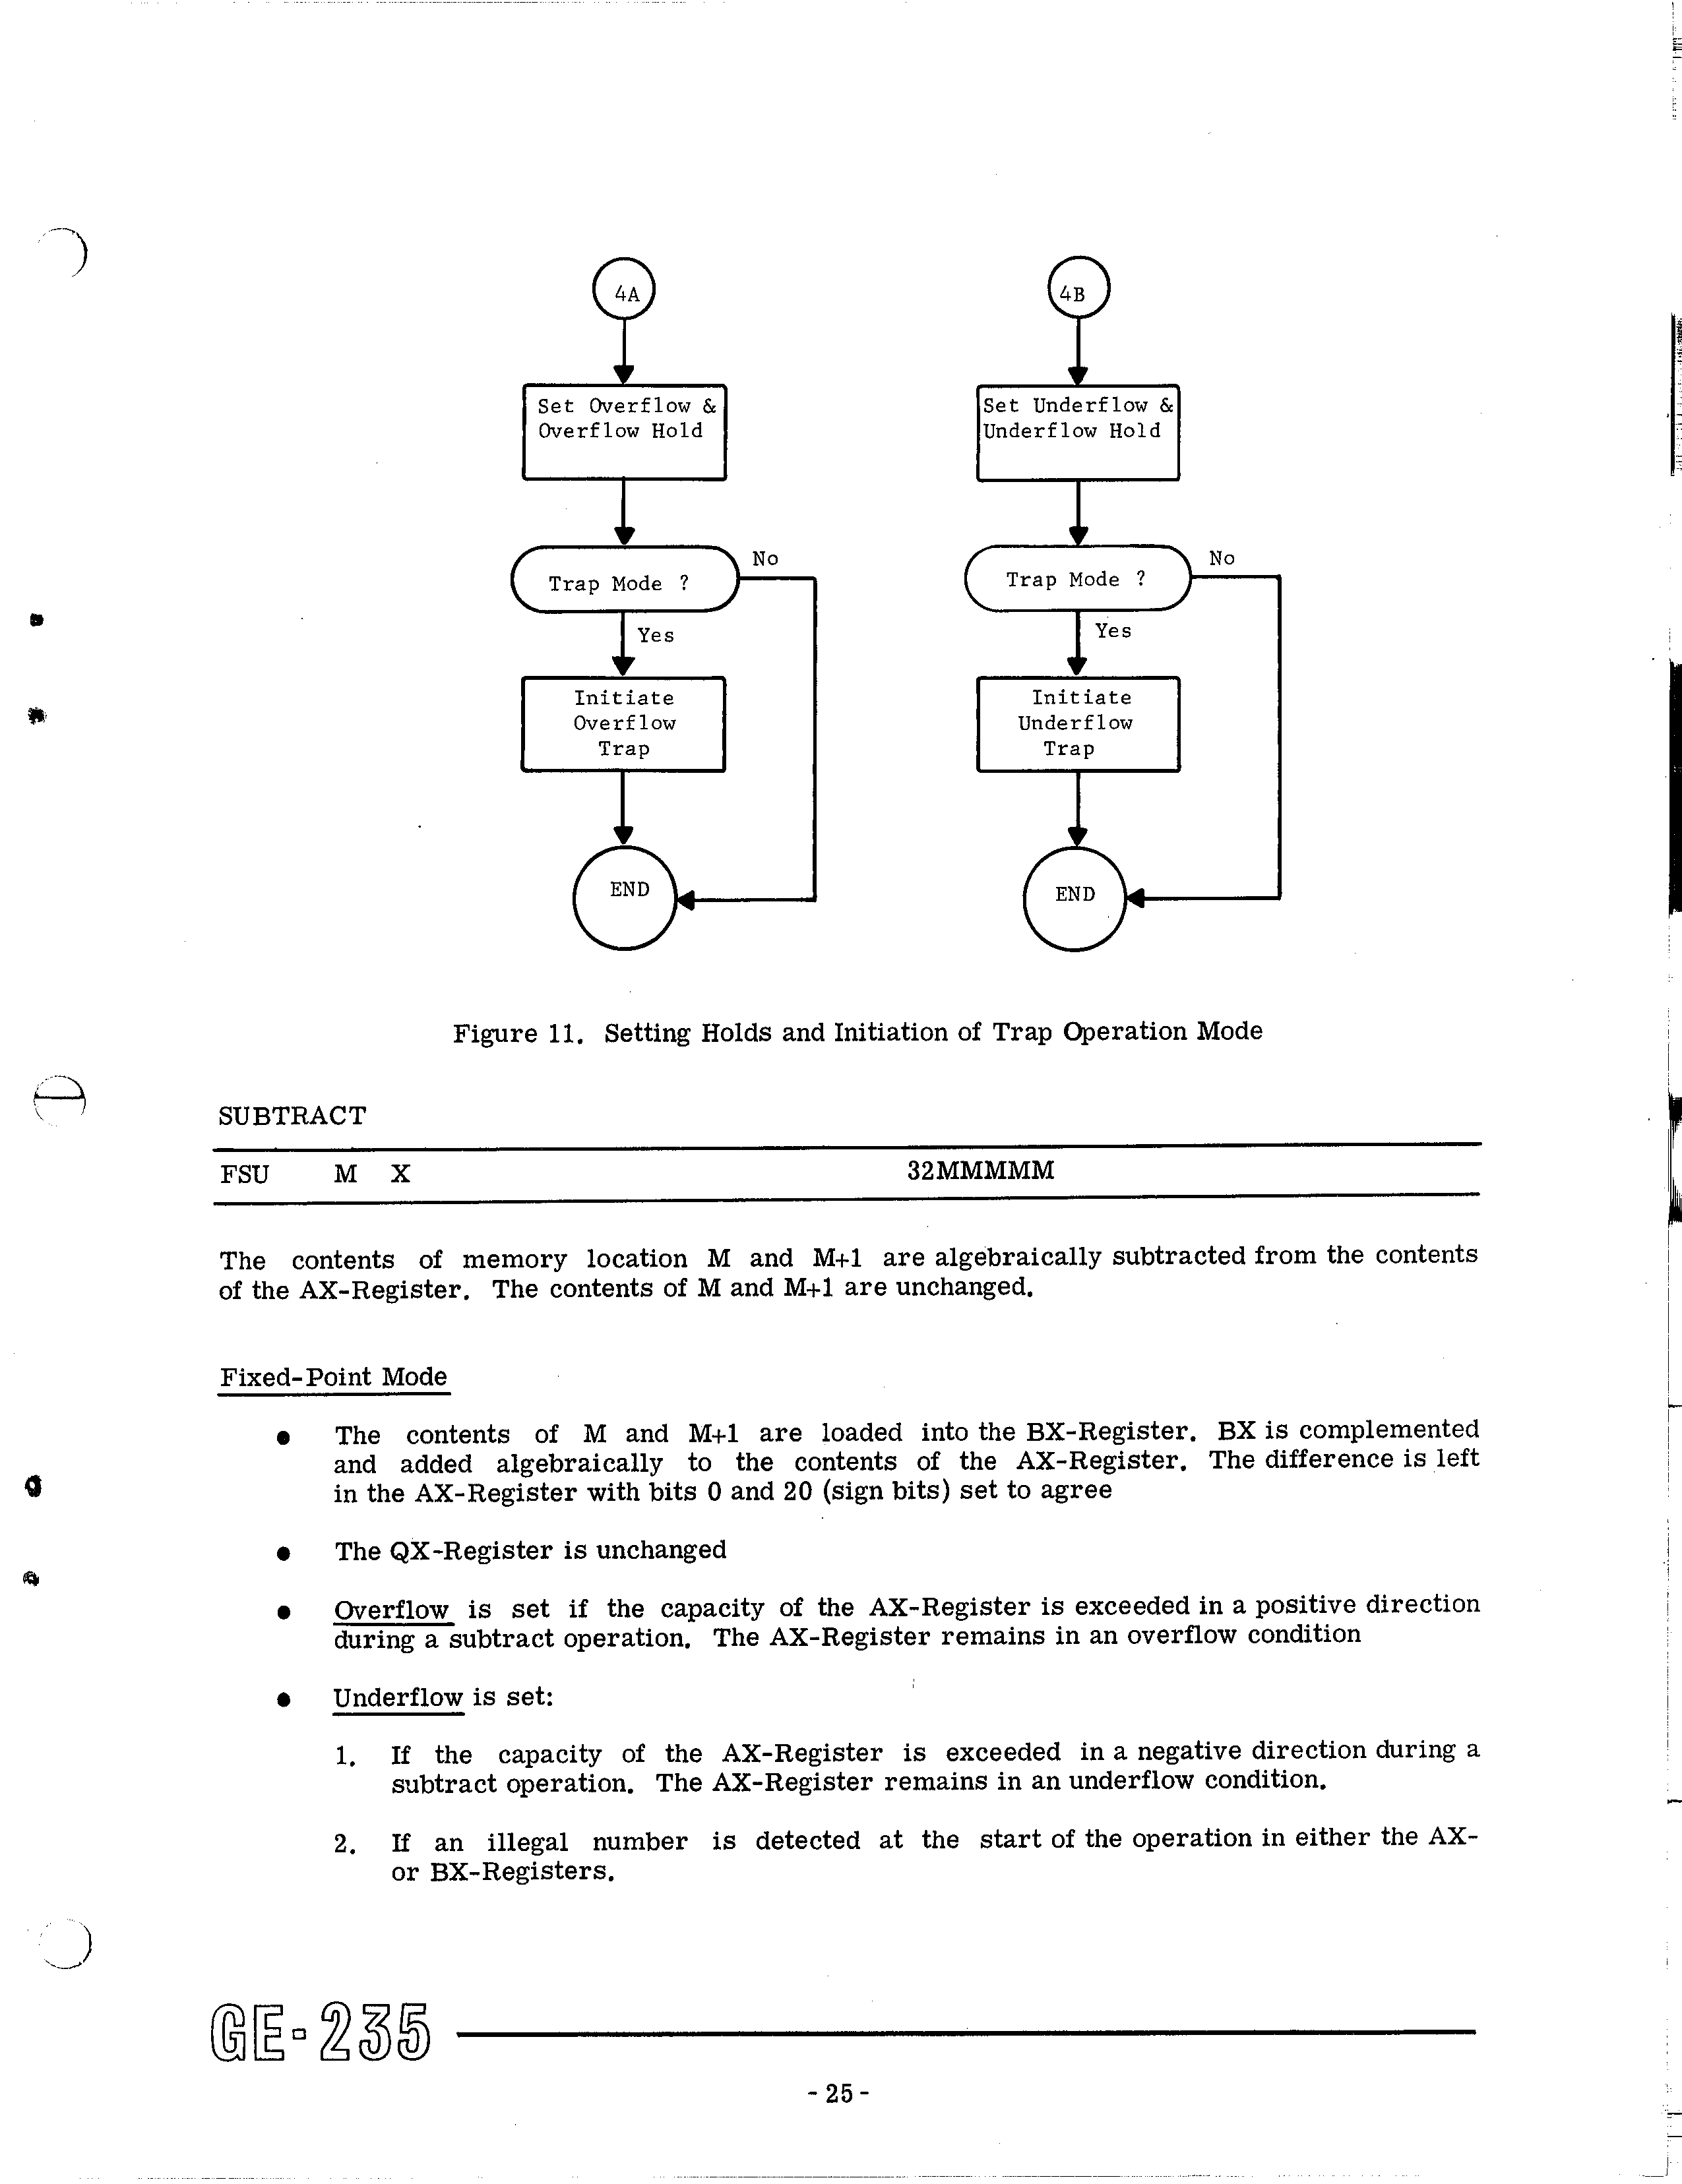 4A
Set Overflow &
Overflow Hold
Trap Mode ?
No
Yes
Initiate
Overflow
Trap
END
4B
Set Underflow &
Underflow Hold
Trap Mode ?
No
Yes
Initiate
Underflow
Trap
END
Figure 11. Setting Holds and Initiation of Trap Operation Mode
SUBTRACT
FSU M X 32MMMMM
The contents of memory location M and M+1 are algebraically subtracted from the contents
of the AX-Register. The contents of M and M+1 are unchanged.
Fixed-Point Mode
● The contents of M and M+1 are loaded into the BX-Register. BX is complemented
and added algebraically to the contents of the AX-Register. The difference is left
in the AX-Register with bits 0 and 20 (sign bits) set to agree
● The QX-Register is unchanged
● Overflow is set if the capacity of the AX-Register is exceeded in a positive direction
during a subtract operation. The AX-Register remains in an overflow condition
● Underflow is set:
1. If the capacity of the AX-Register is exceeded in a negative direction during a
subtract operation. The AX-Register remains in an underflow condition.
2. If an illegal number is detected at the start of the operation in either the AX-
or BX-Registers.
GE-235
- 25 -